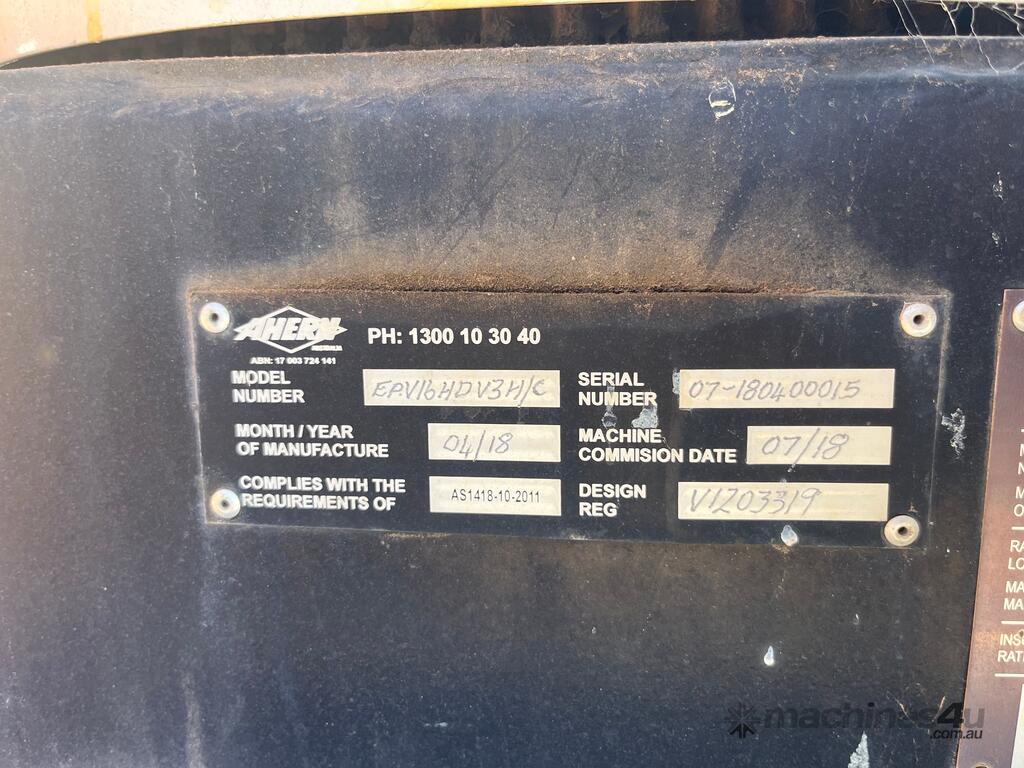 AHERN
AUSTRALIA
ABN: 17 003 724 141
PH: 1300 10 30 40
MODEL NUMBER EPV16HDV3H/C
SERIAL NUMBER 07-180400015
MONTH / YEAR OF MANUFACTURE 04/18
MACHINE COMMISION DATE 07/18
COMPLIES WITH THE REQUIREMENTS OF AS1418-10-2011
DESIGN REG V1203319
machines4u
.com.au